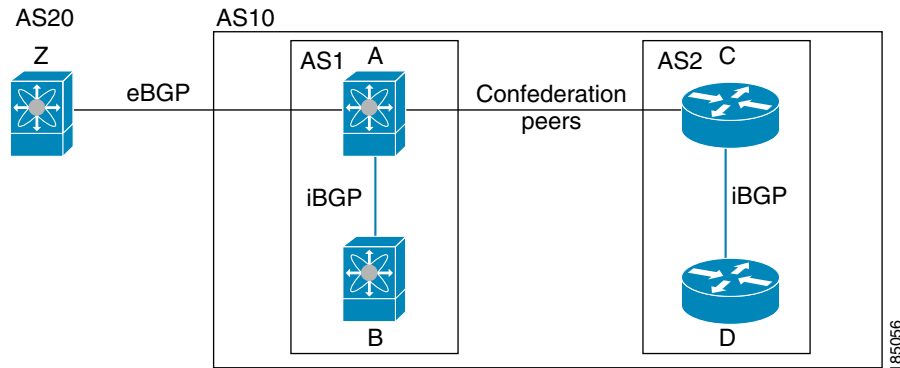 AS20
AS10
Z
AS1
A
AS2
C
eBGP
Confederation
peers
iBGP
iBGP
B
D
185056